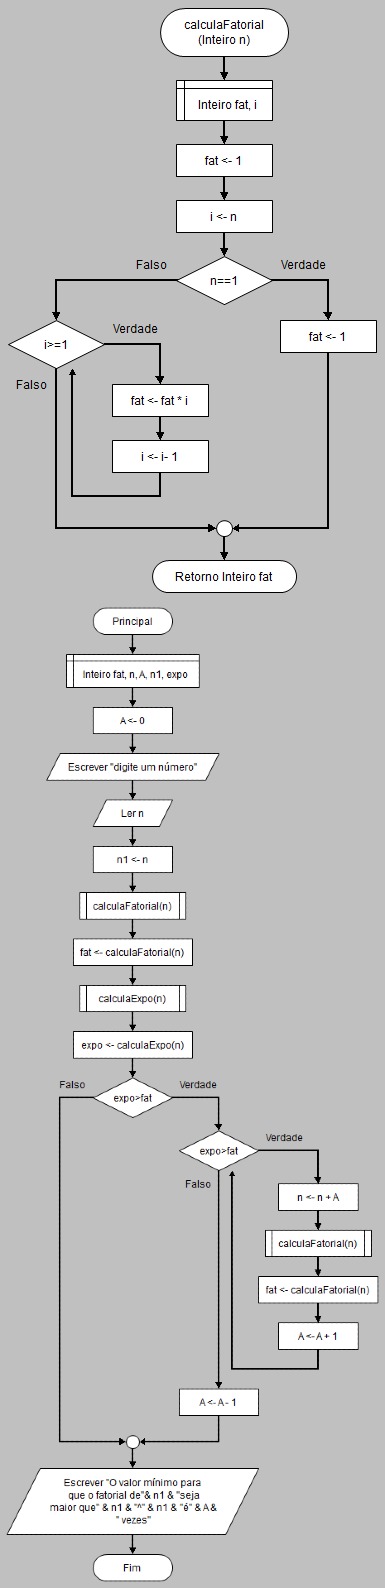 calculaFatorial
(Inteiro n)
Inteiro fat, i
fat <- 1
i <- n
Falso
Verdade
n==1
Verdade
i>=1
fat <- 1
Falso
fat <- fat * i
i <- i- 1
Retorno Inteiro fat
Principal
Inteiro fat, n, A, n1, expo
A <- 0
Escrever "digite um número"
Ler n
n1 <- n
calculaFatorial(n)
fat <- calculaFatorial(n)
calculaExpo(n)
expo <- calculaExpo(n)
Falso
Verdade
expo>fat
Verdade
expo>fat
Falso
n <- n + A
calculaFatorial(n)
fat <- calculaFatorial(n)
A <- A + 1
A <- A - 1
Escrever "O valor mínimo para
que o fatorial de"& n1 & "seja
maior que" & n1 & "^" & n1 & "é" & A &
" vezes"
Fim